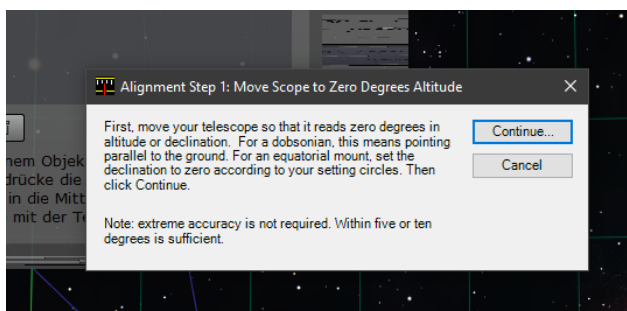 Alignment Step 1: Move Scope to Zero Degrees Altitude
First, move your telescope so that it reads zero degrees in
altitude or declination. For a dobsonian, this means pointing
parallel to the ground. For an equatorial mount, set the
declination to zero according to your setting circles. Then
click Continue.
Note: extreme accuracy is not required. Within five or ten
degrees is sufficient.
Continue...
Cancel
nem Objek
drücke die
in die Mitt
mit der Te